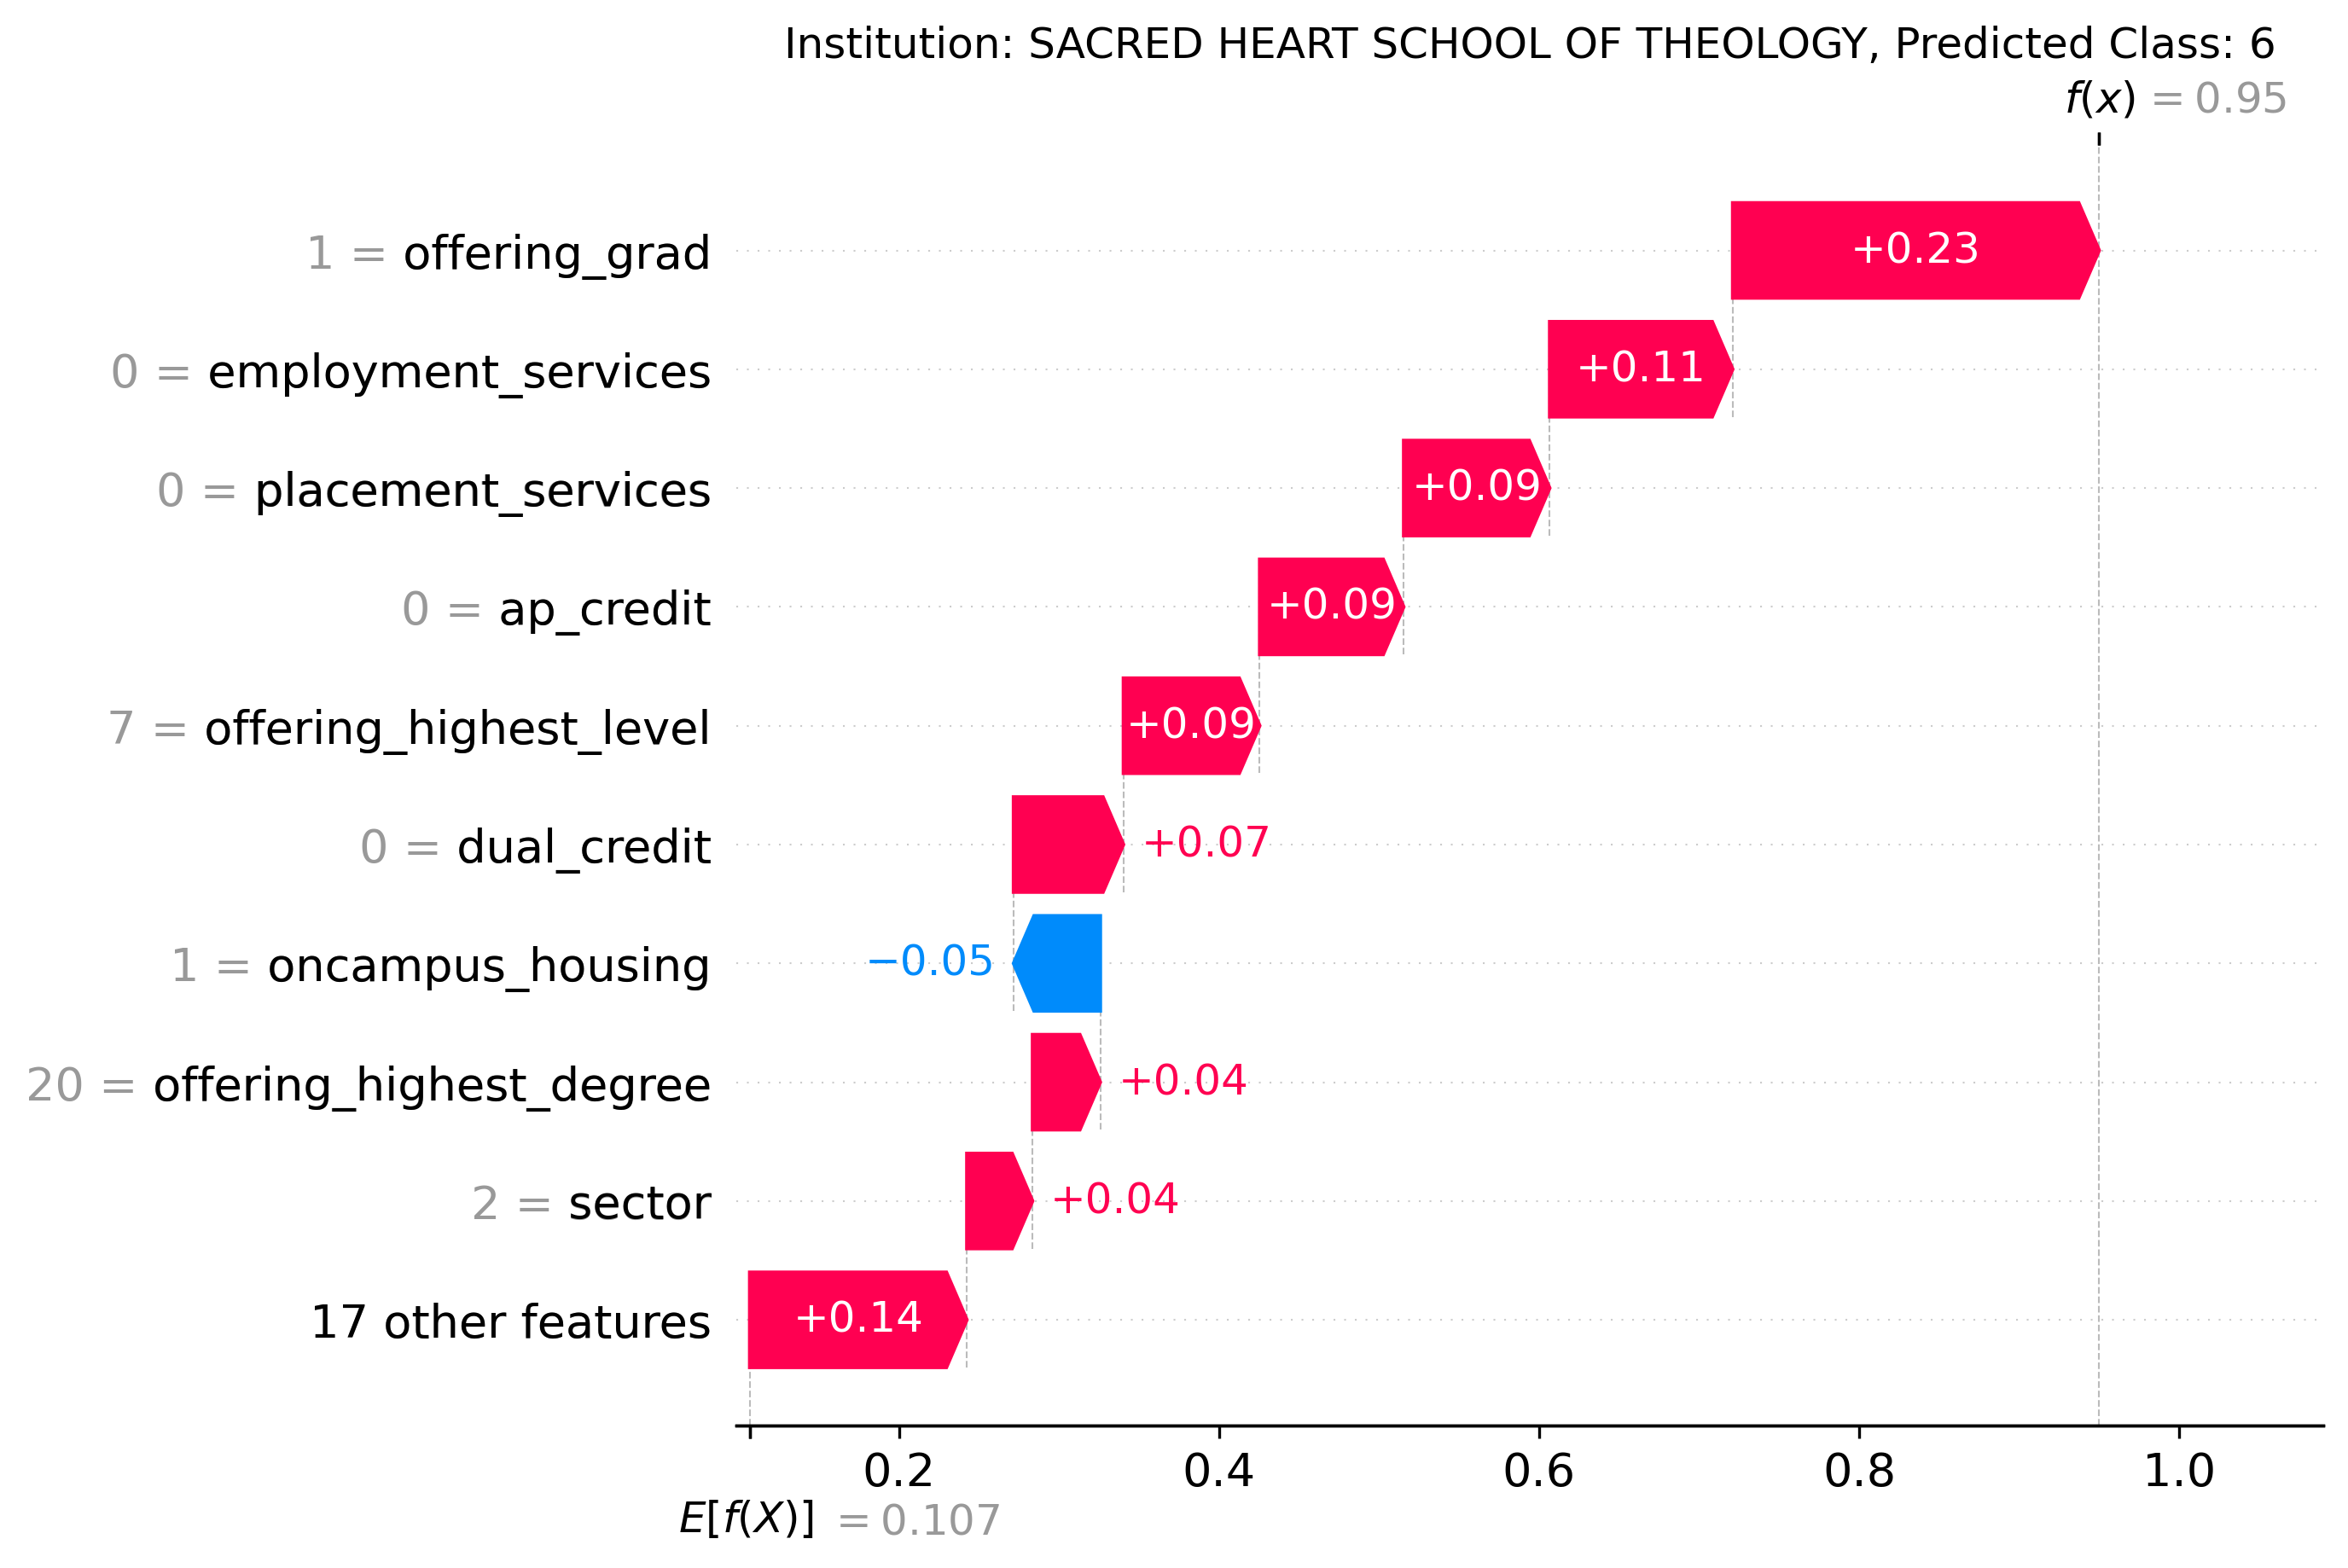 Institution: SACRED HEART SCHOOL OF THEOLOGY, Predicted Class: 6
f(x) = 0.95
1 = offering_grad +0.23
0 = employment_services +0.11
0 = placement_services +0.09
0 = ap_credit +0.09
7 = offering_highest_level +0.09
0 = dual_credit +0.07
1 = oncampus_housing −0.05
20 = offering_highest_degree +0.04
2 = sector +0.04
17 other features +0.14
0.2 0.4 0.6 0.8 1.0
E[f(X)] = 0.107